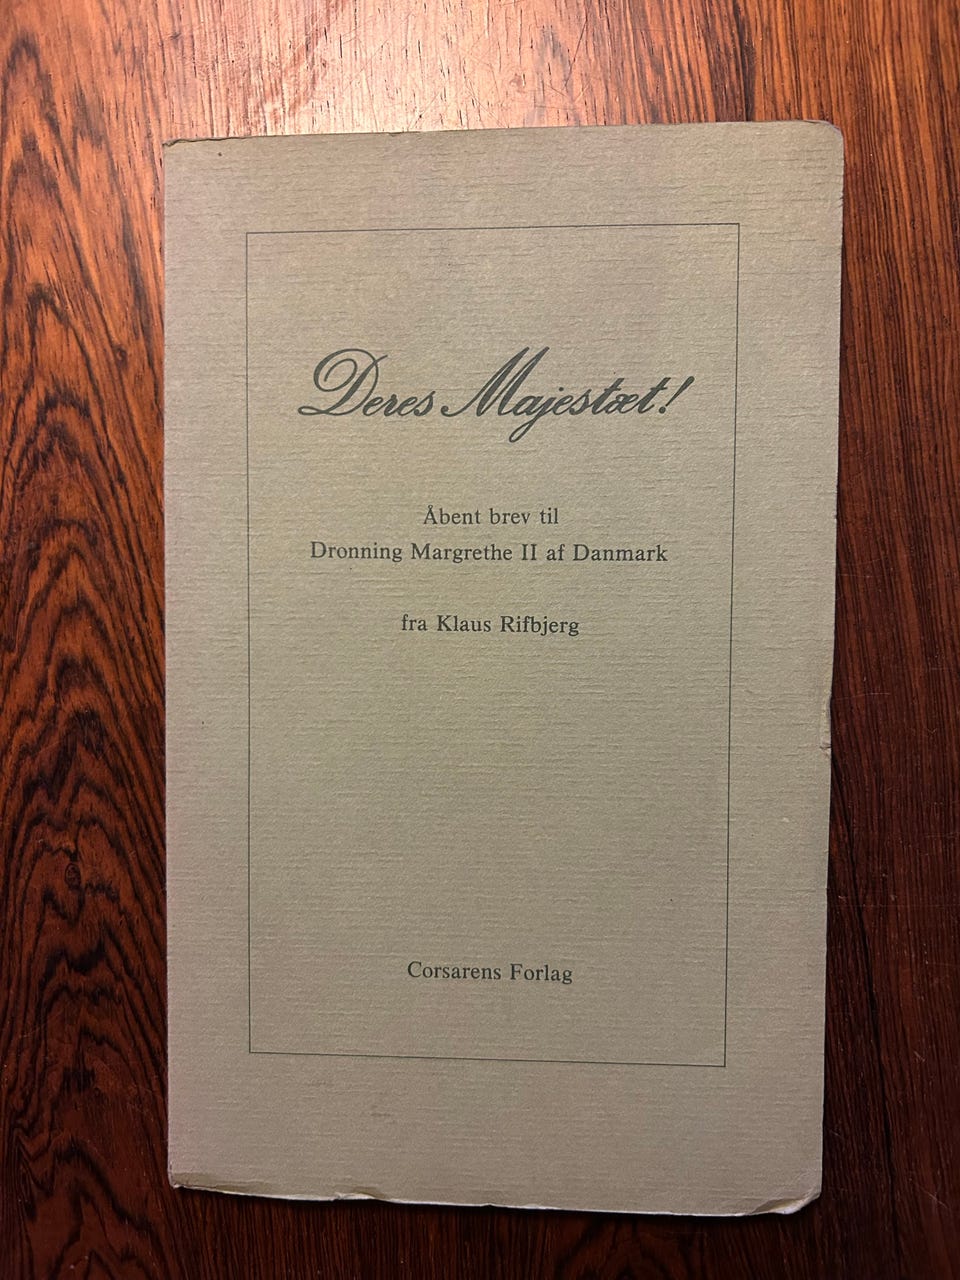 Deres Majestæt!
Åbent brev til
Dronning Margrethe II af Danmark
fra Klaus Rifbjerg
Corsarens Forlag